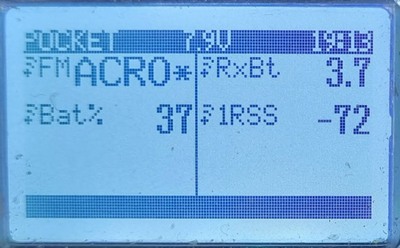 POCKET 7.9V 19:13
FM ACRO* RxBt 3.7
Bat% 37 1RSS -72